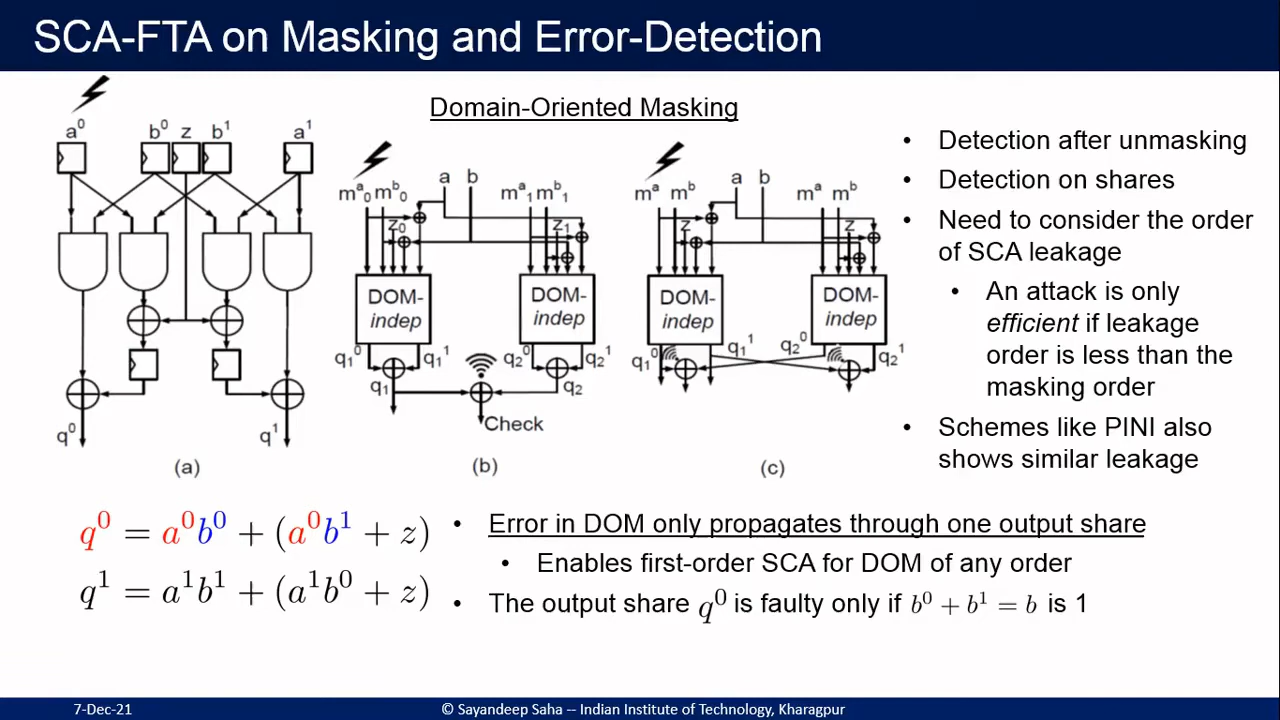 SCA-FTA on Masking and Error-Detection
Domain-Oriented Masking
a⁰ b⁰ z b¹ a¹
q⁰ q¹
(a)
a b
mᵃ₀ mᵇ₀ mᵃ₁ mᵇ₁
z₀ z₁
DOM-
indep
DOM-
indep
q₁⁰ q₁¹ q₂⁰ q₂¹
q₁ q₂
Check
(b)
a b
mᵃ mᵇ mᵃ mᵇ
z z
DOM-
indep
DOM-
indep
q₁⁰ q₁¹ q₂⁰ q₂¹
(c)
• Detection after unmasking
• Detection on shares
• Need to consider the order
of SCA leakage
• An attack is only
efficient if leakage
order is less than the
masking order
• Schemes like PINI also
shows similar leakage
q⁰ = a⁰b⁰ + (a⁰b¹ + z)
q¹ = a¹b¹ + (a¹b⁰ + z)
• Error in DOM only propagates through one output share
• Enables first-order SCA for DOM of any order
• The output share q⁰ is faulty only if b⁰ + b¹ = b is 1
7-Dec-21
© Sayandeep Saha -- Indian Institute of Technology, Kharagpur